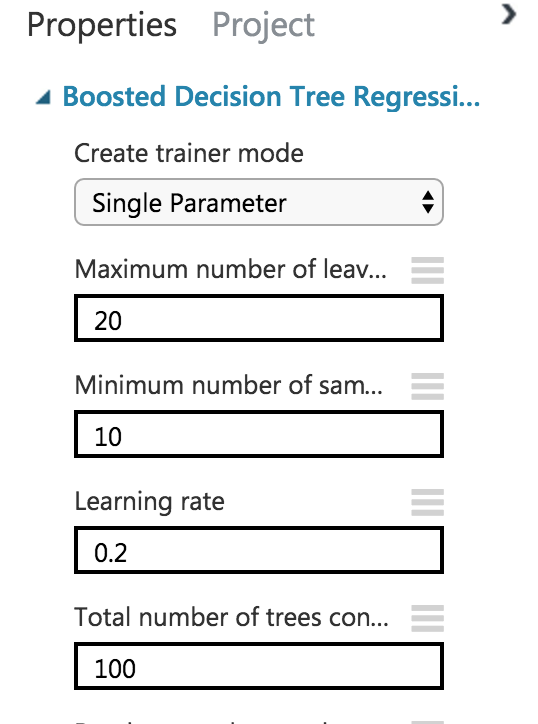 Properties Project
Boosted Decision Tree Regressi...
Create trainer mode
Single Parameter
Maximum number of leav...
20
Minimum number of sam...
10
Learning rate
0.2
Total number of trees con...
100